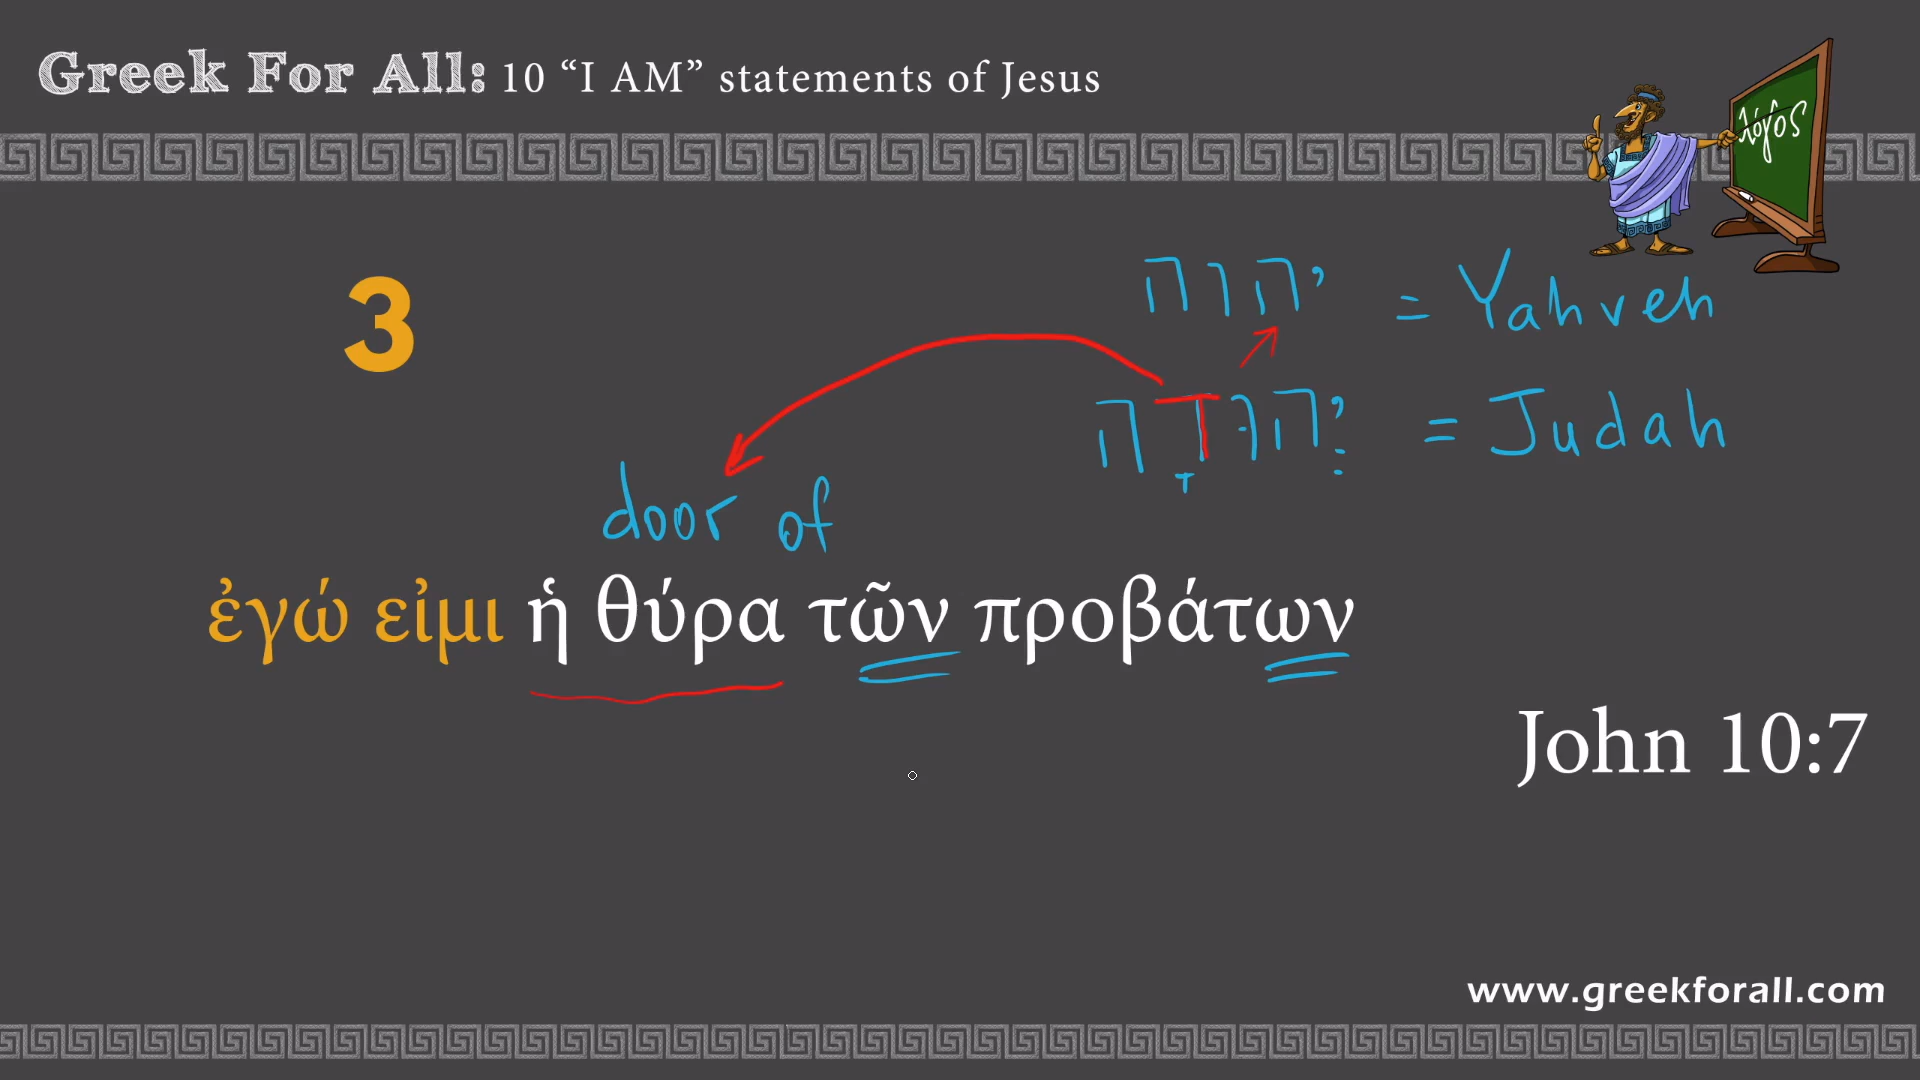 Greek For All: 10 “I AM” statements of Jesus
λόγος
3
יהוה = Yahveh
יְהוּדָה = Judah
door of
ἐγώ εἰμι ἡ θύρα τῶν προβάτων
John 10:7
www.greekforall.com